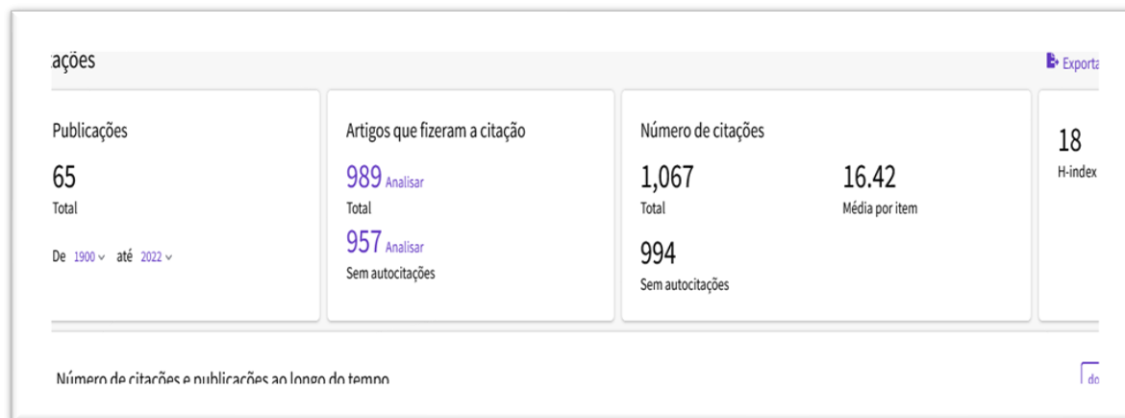 ações
Exporta
Publicações
65
Total
De 1900 até 2022
Artigos que fizeram a citação
989 Analisar
Total
957 Analisar
Sem autocitações
Número de citações
1,067
Total
16.42
Média por item
994
Sem autocitações
18
H-index
Número de citações e publicações ao longo do tempo
do